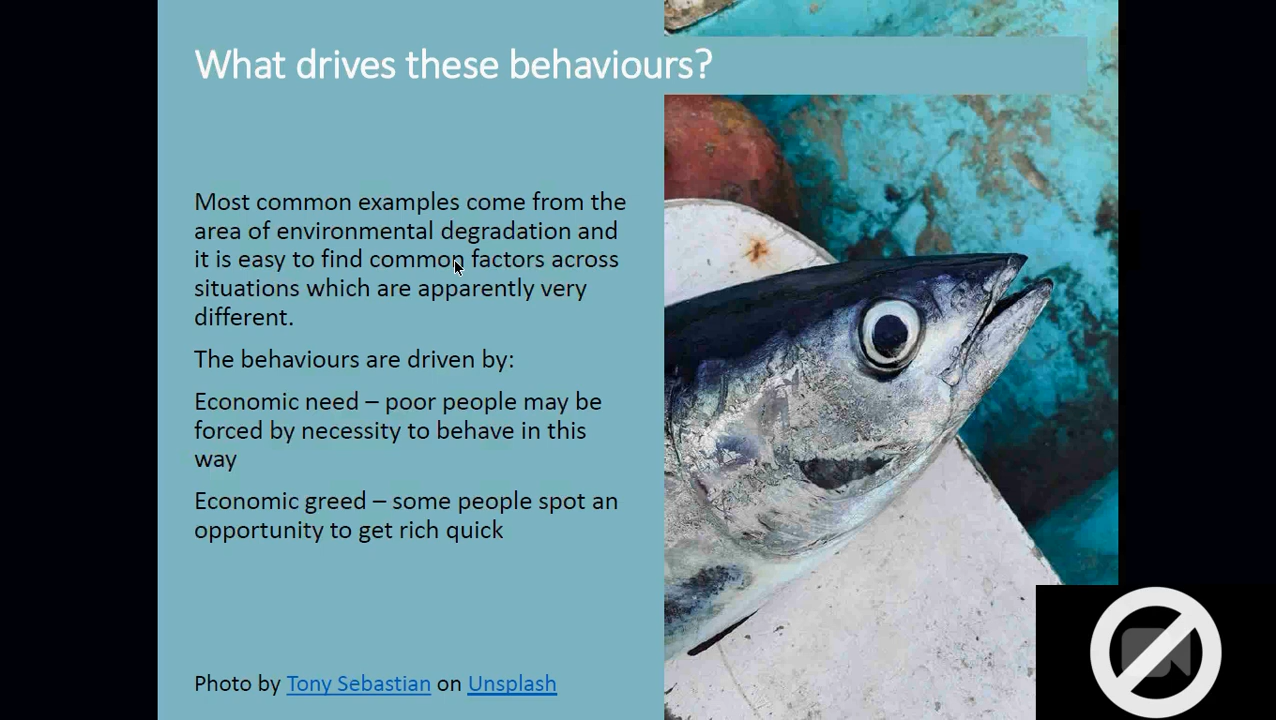 What drives these behaviours?
Most common examples come from the
area of environmental degradation and
it is easy to find common factors across
situations which are apparently very
different.
The behaviours are driven by:
Economic need – poor people may be
forced by necessity to behave in this
way
Economic greed – some people spot an
opportunity to get rich quick
Photo by Tony Sebastian on Unsplash